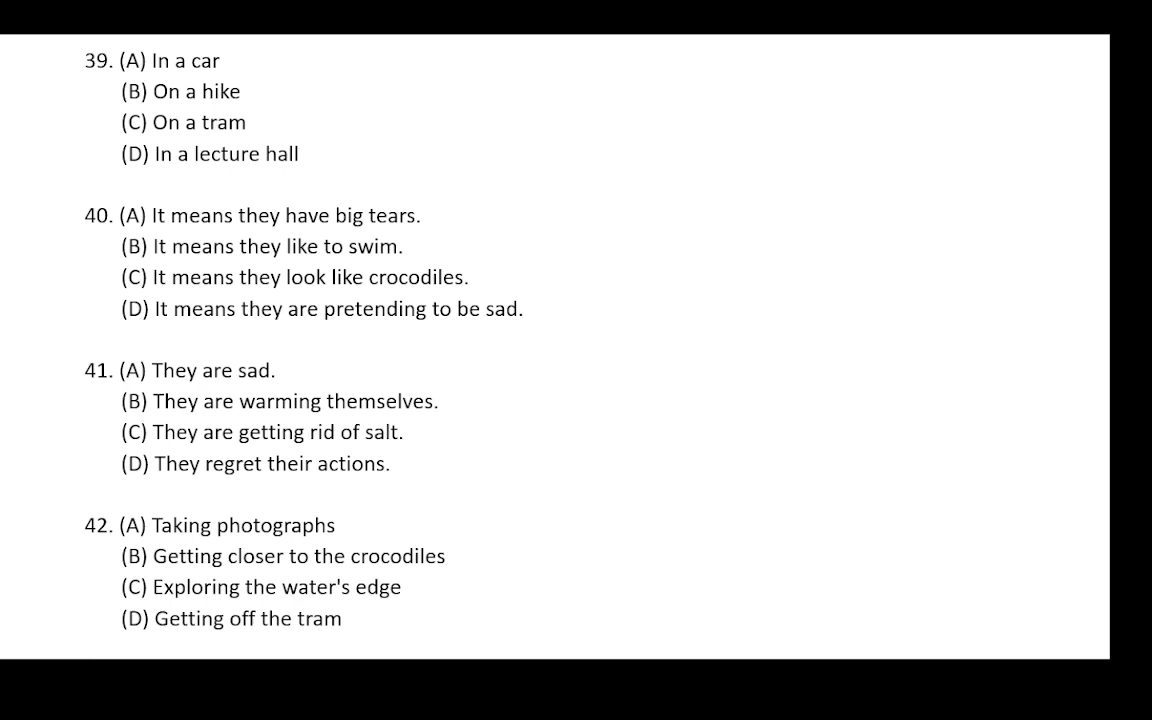 39. (A) In a car
(B) On a hike
(C) On a tram
(D) In a lecture hall
40. (A) It means they have big tears.
(B) It means they like to swim.
(C) It means they look like crocodiles.
(D) It means they are pretending to be sad.
41. (A) They are sad.
(B) They are warming themselves.
(C) They are getting rid of salt.
(D) They regret their actions.
42. (A) Taking photographs
(B) Getting closer to the crocodiles
(C) Exploring the water's edge
(D) Getting off the tram